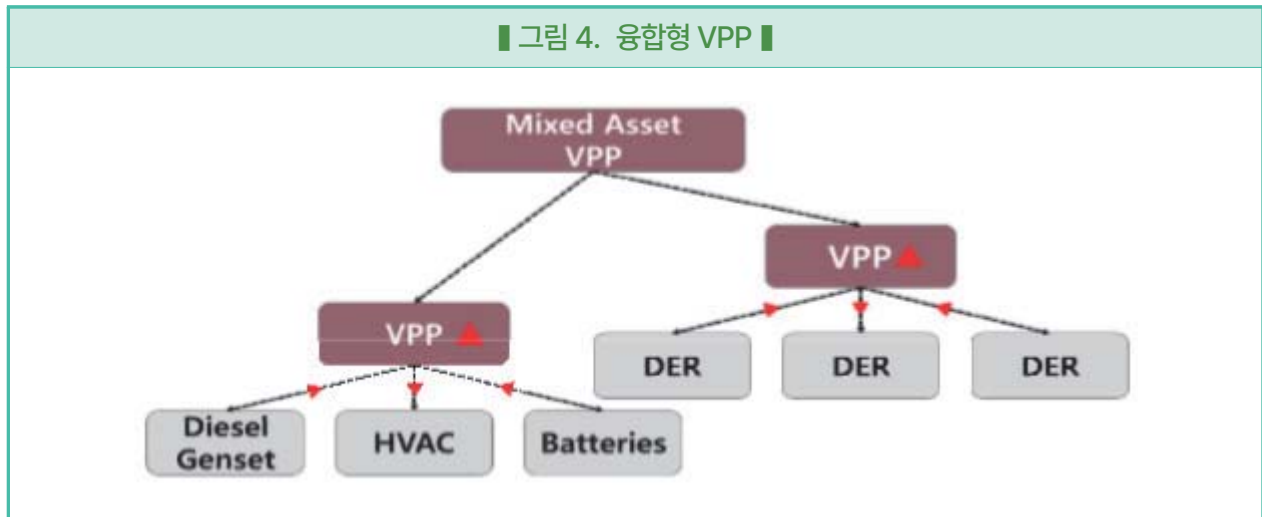 ▮그림 4. 융합형 VPP▮
Mixed Asset
VPP
VPP
VPP
DER
DER
DER
Diesel
Genset
HVAC
Batteries